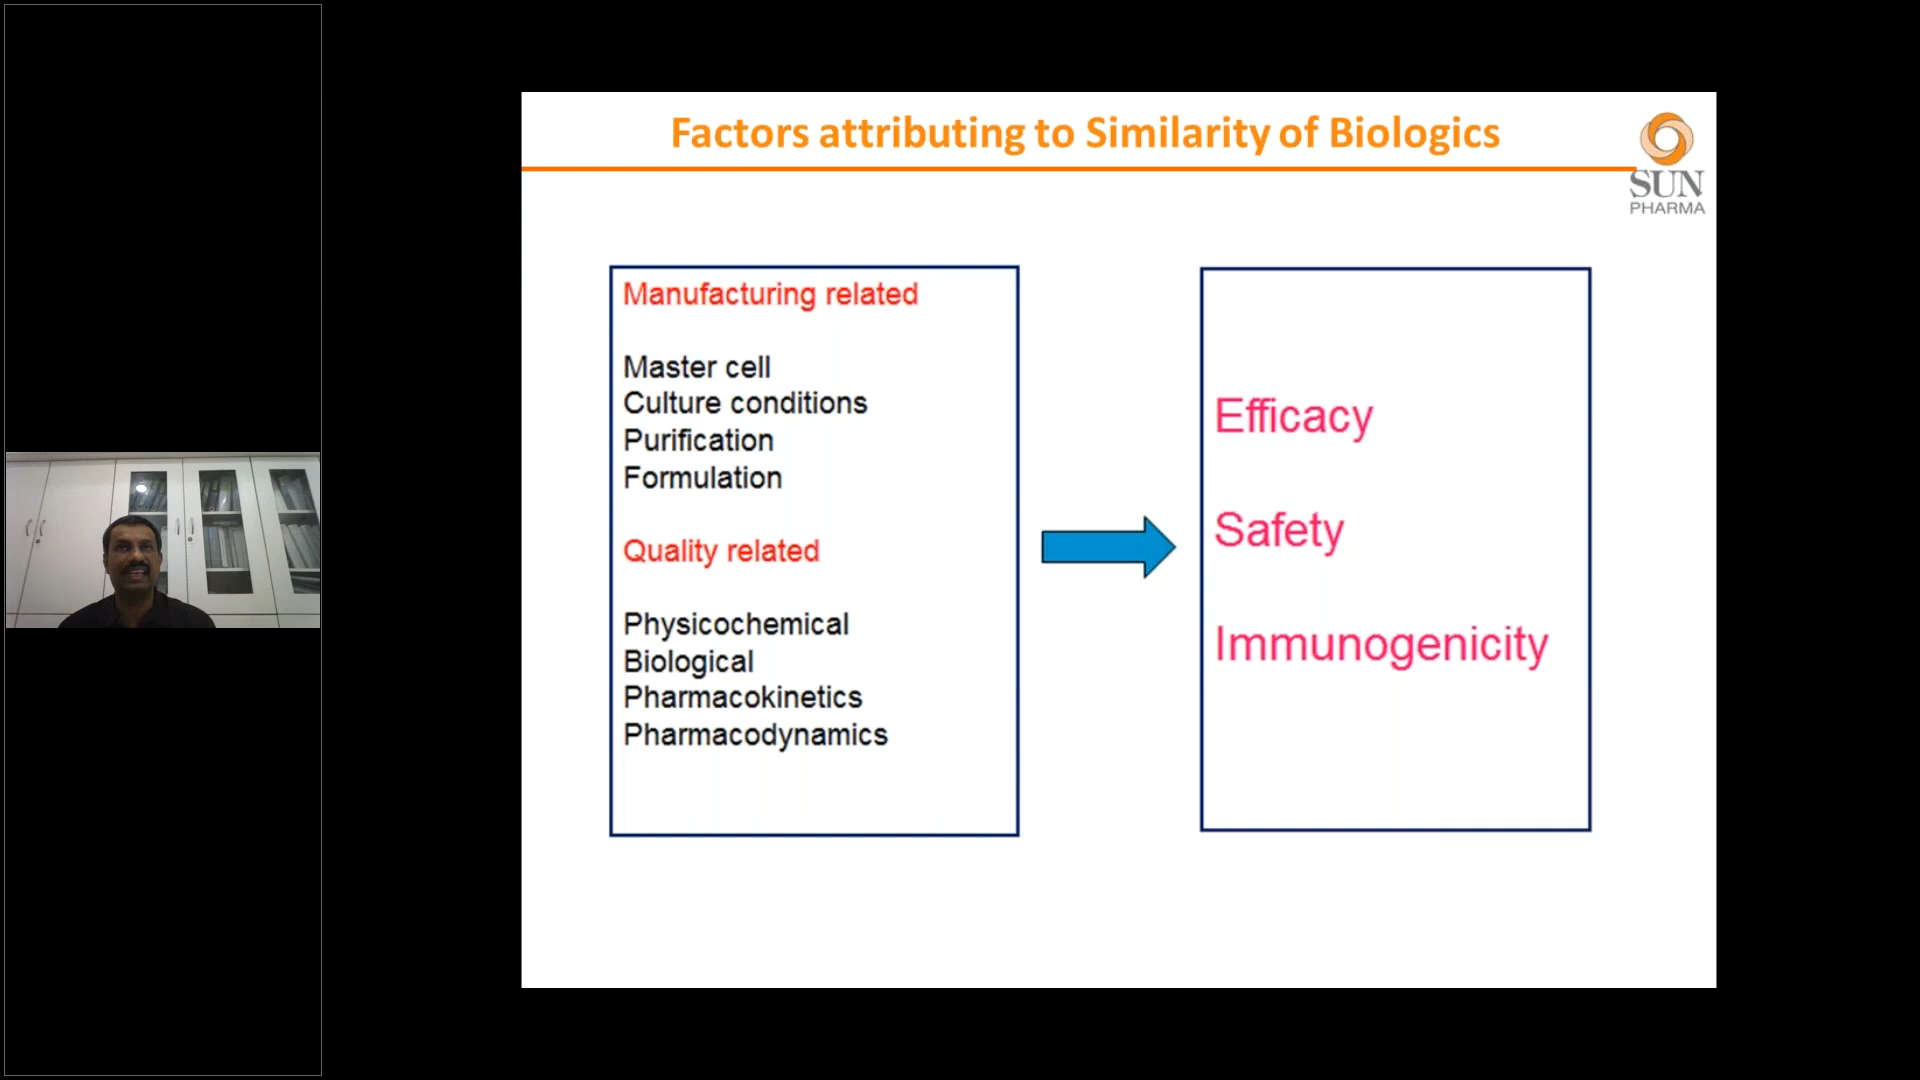 Factors attributing to Similarity of Biologics
SUN
PHARMA
Manufacturing related
Master cell
Culture conditions
Purification
Formulation
Quality related
Physicochemical
Biological
Pharmacokinetics
Pharmacodynamics
Efficacy
Safety
Immunogenicity